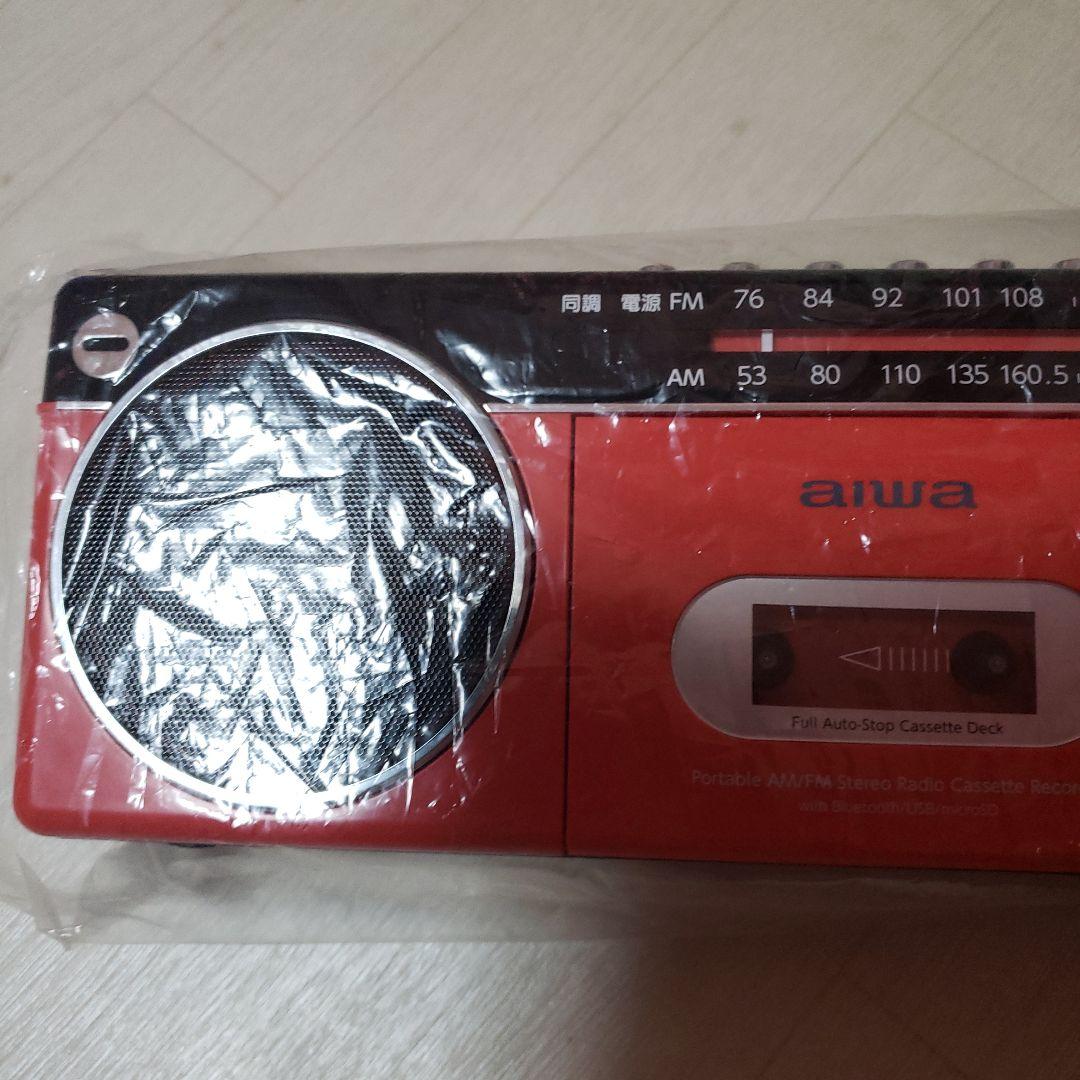 同調 電源 FM 76 84 92 101 108
AM 53 80 110 135 160.5
aiwa
Full Auto-Stop Cassette Deck
Portable AM/FM Stereo Radio Cassette Recor
with Bluetooth/USB/microSD